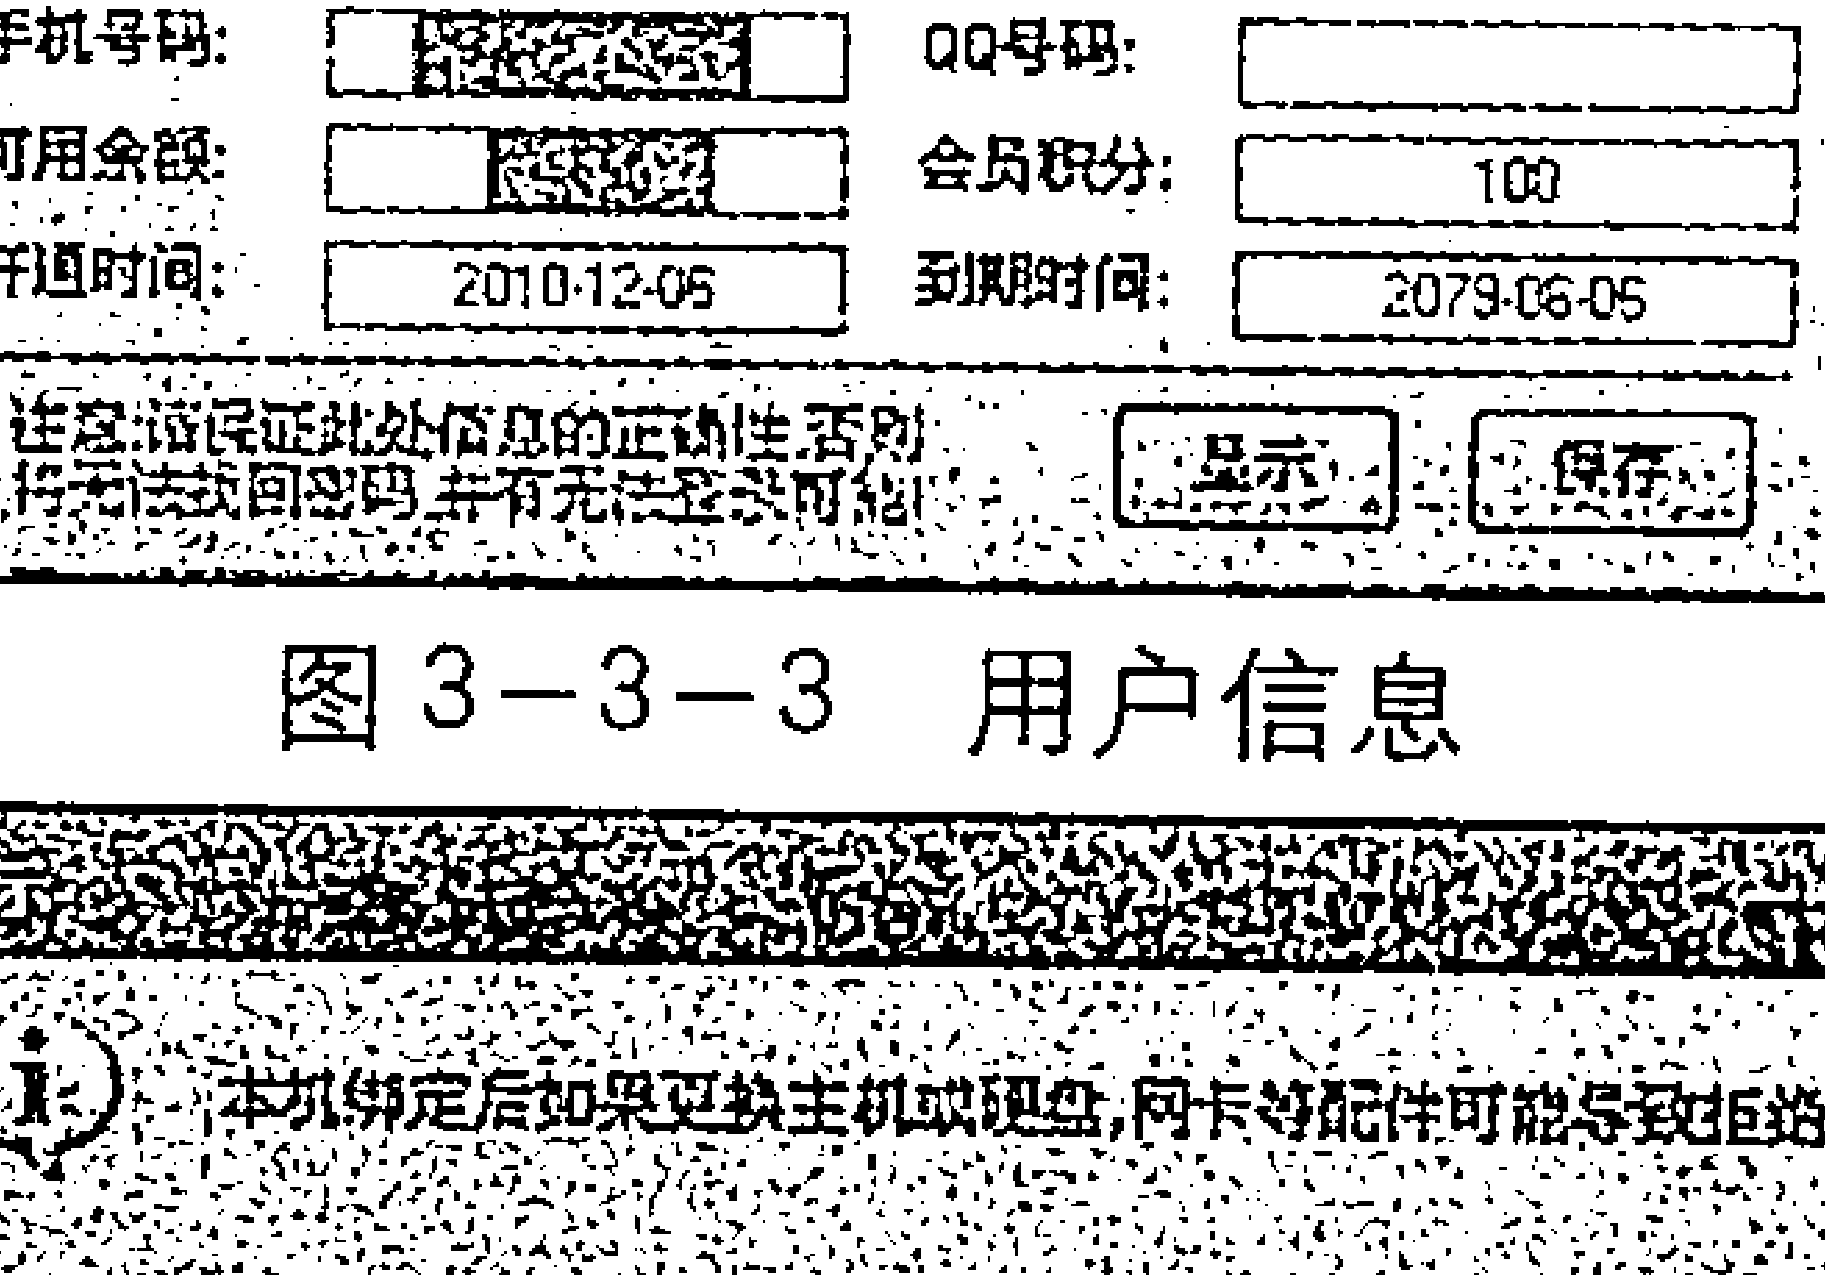 手机号码: QQ号码:
可用余额: 会员积分: 100
开通时间: 2010-12-06 到期时间: 2079-06-05
注意:请保证此处信息的正确性,否则
将无法找回密码,并有无法登录可能! 显示 保存
图3-3-3 用户信息
本机绑定后如果更换主机或硬盘,网卡等配件可能导致拒绝